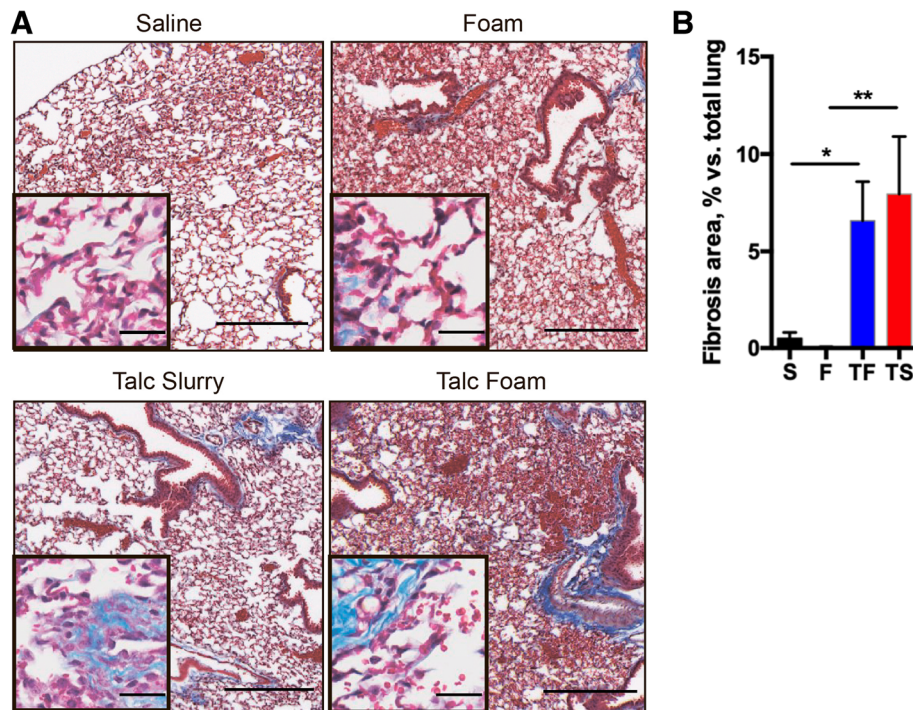 A
Saline
Foam
Talc Slurry
Talc Foam
B
Fibrosis area, % vs. total lung
15
10
5
0
**
*
S F TF TS